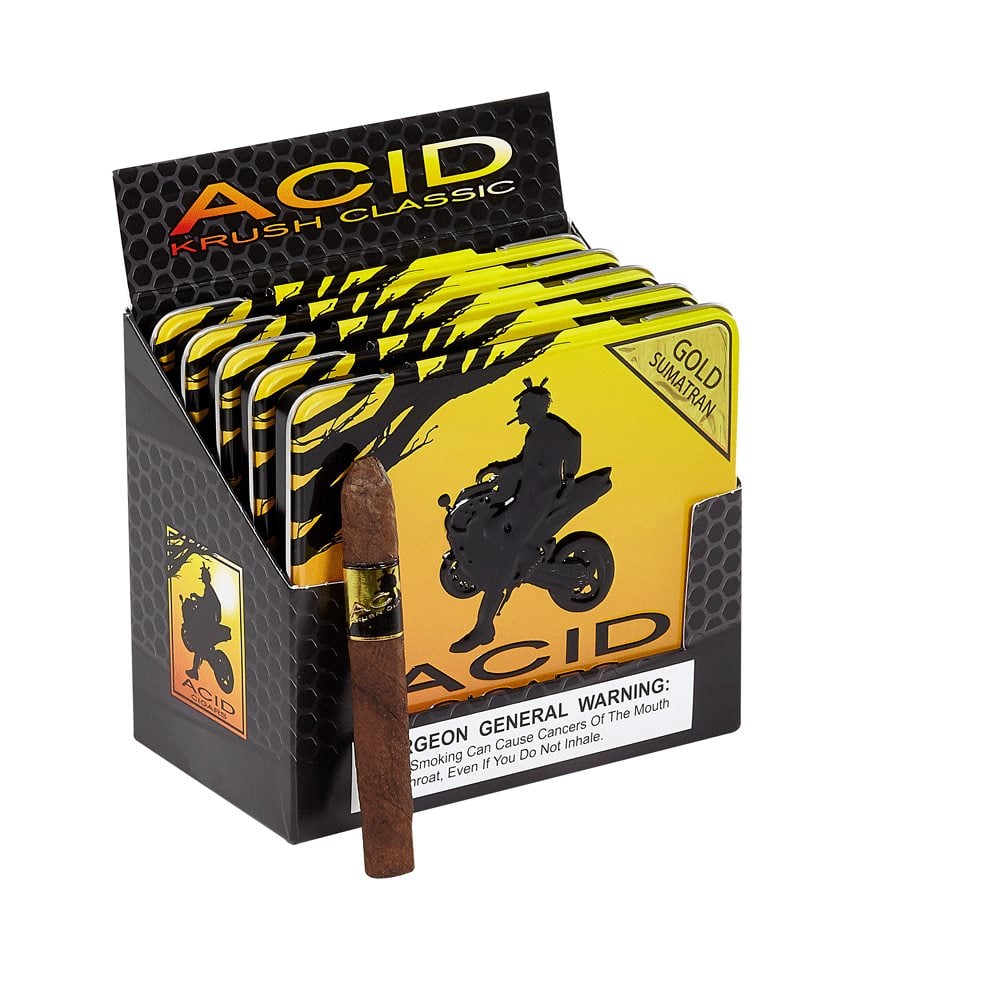 ACID
KRUSH CLASSIC
GOLD
SUMATRAN
ACID
RGEON GENERAL WARNING:
Smoking Can Cause Cancers Of The Mouth
hroat, Even If You Do Not Inhale.
ACID
CIGARS